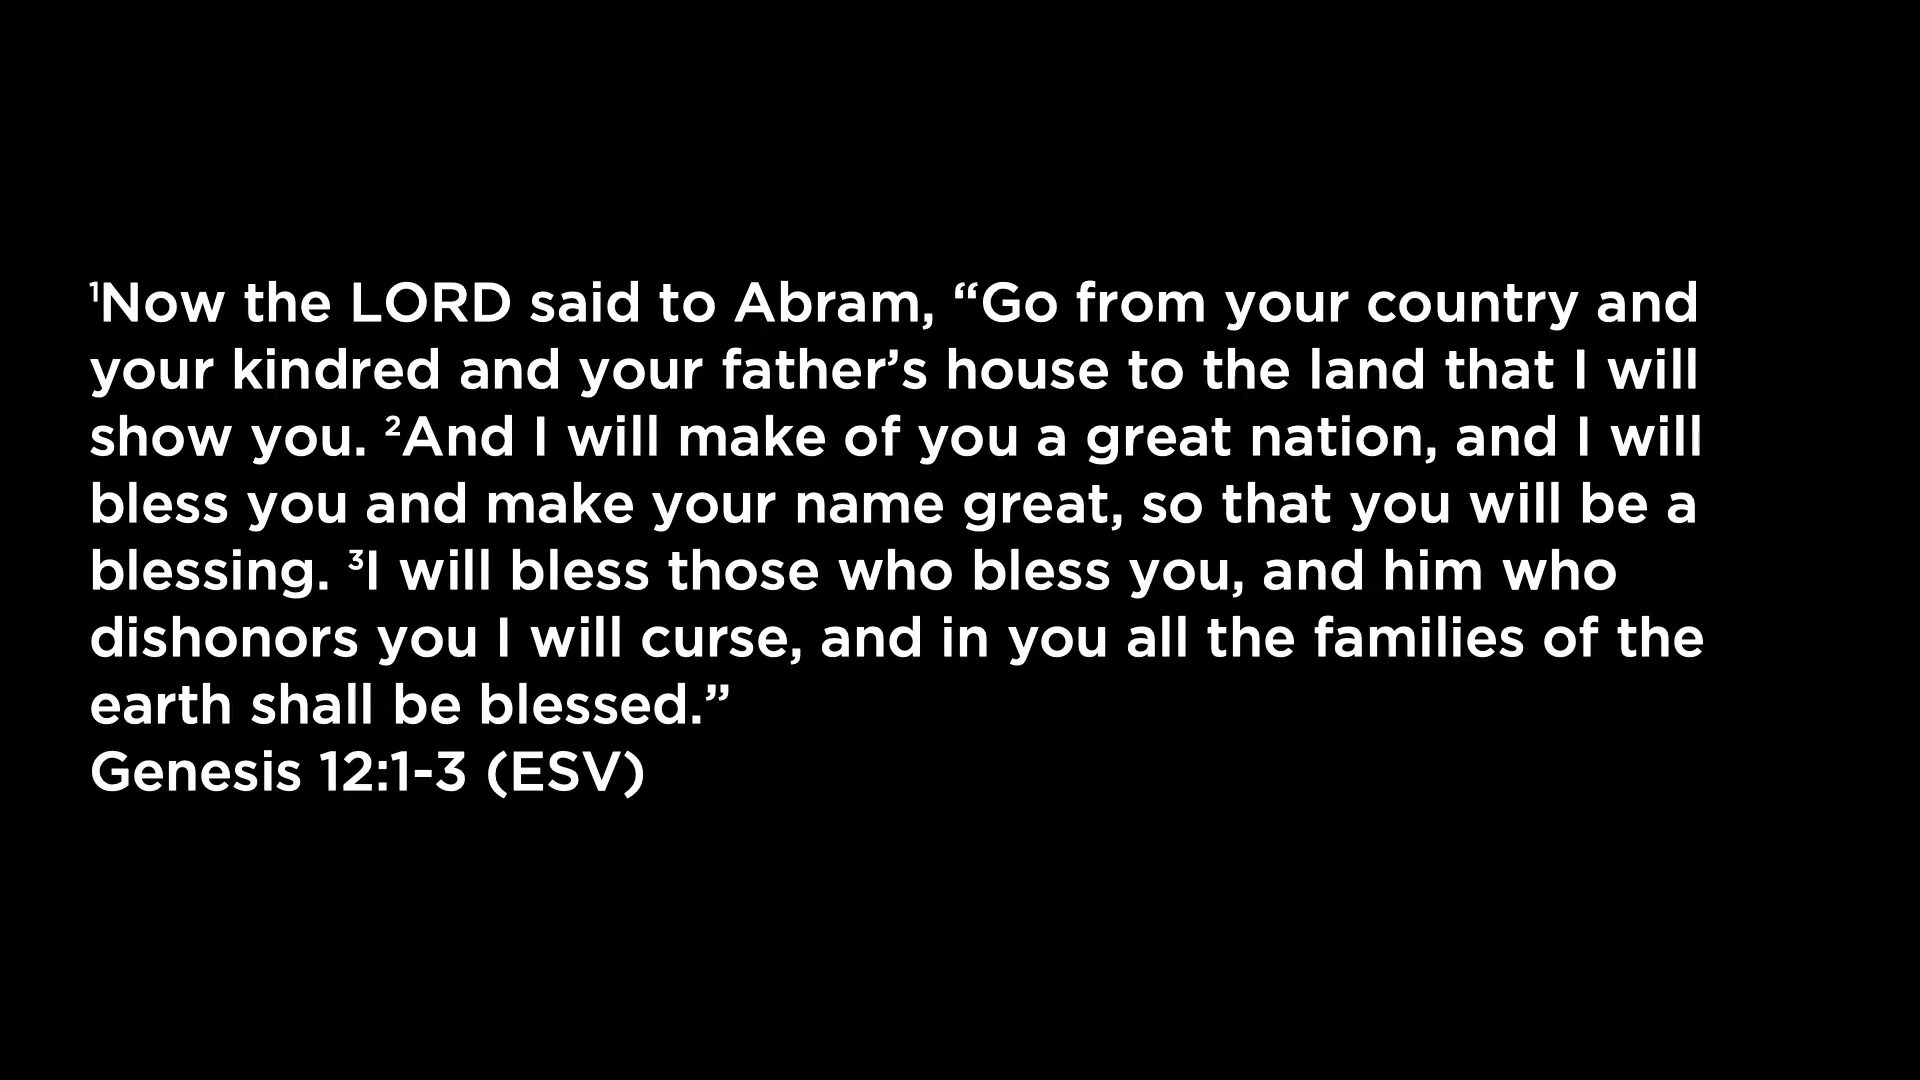 ¹Now the LORD said to Abram, “Go from your country and
your kindred and your father’s house to the land that I will
show you. ²And I will make of you a great nation, and I will
bless you and make your name great, so that you will be a
blessing. ³I will bless those who bless you, and him who
dishonors you I will curse, and in you all the families of the
earth shall be blessed.”
Genesis 12:1-3 (ESV)